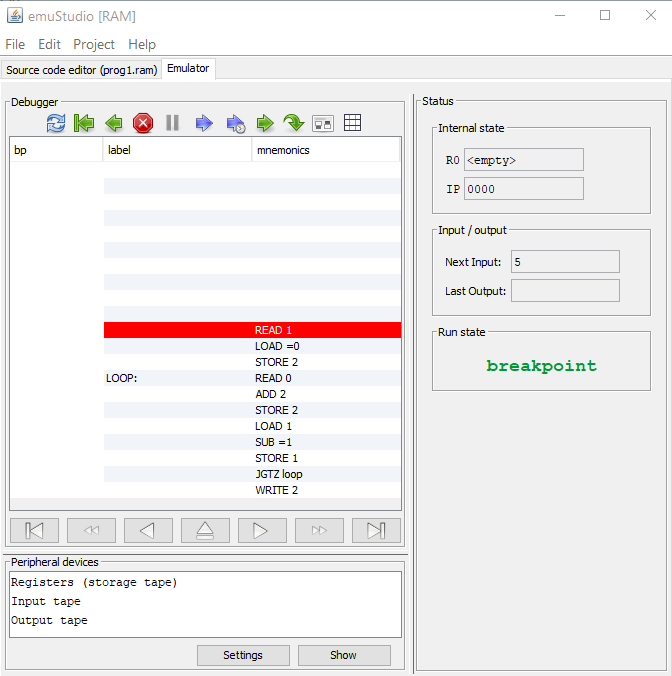 emuStudio [RAM]
File Edit Project Help
Source code editor (prog1.ram) Emulator
Debugger
bp label mnemonics
READ 1
LOAD =0
STORE 2
LOOP: READ 0
ADD 2
STORE 2
LOAD 1
SUB =1
STORE 1
JGTZ loop
WRITE 2
Peripheral devices
Registers (storage tape)
Input tape
Output tape
Settings Show
Status
Internal state
R0 <empty>
IP 0000
Input / output
Next Input: 5
Last Output:
Run state
breakpoint